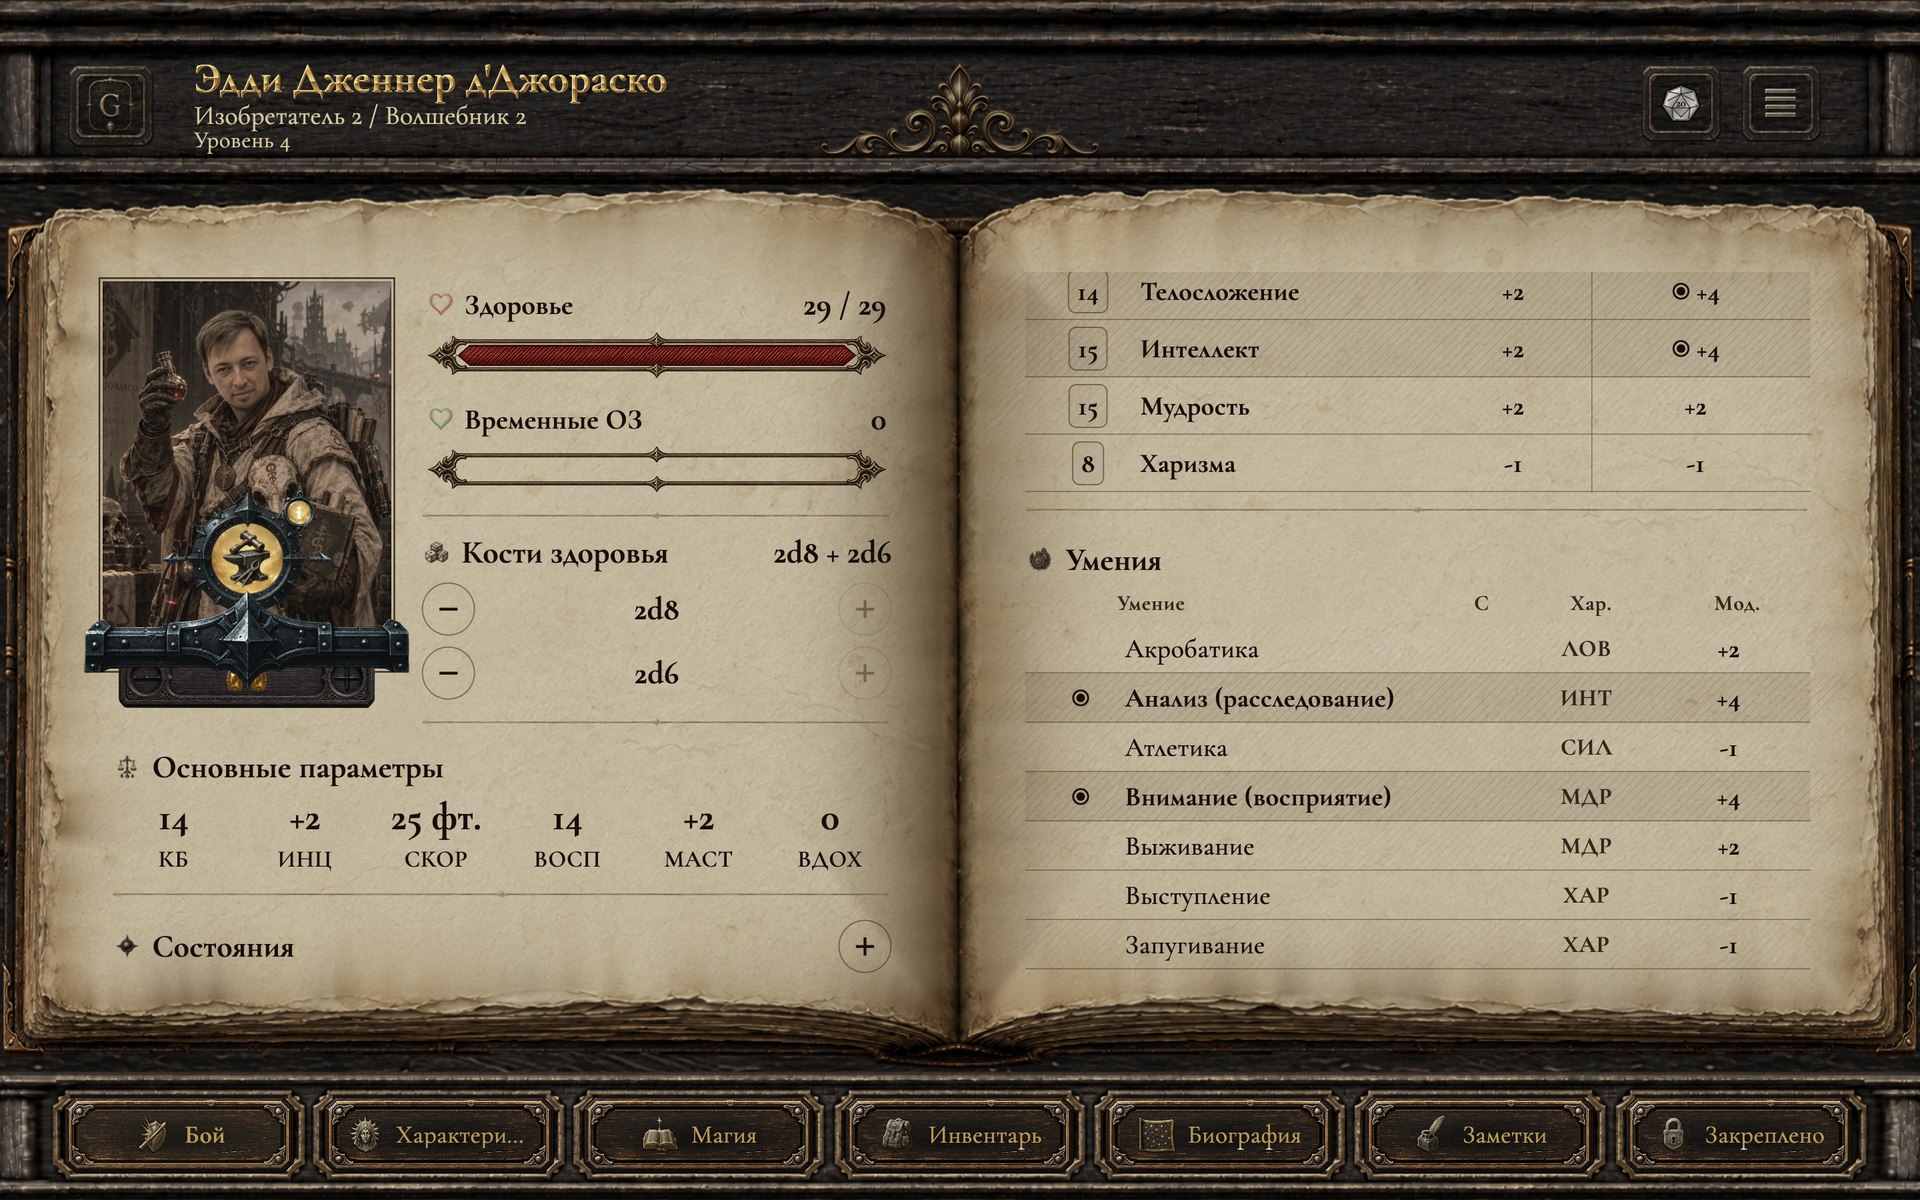 G
Эдди Дженнер д'Джораско
Изобретатель 2 / Волшебник 2
Уровень 4
20
Здоровье 29 / 29
Временные ОЗ 0
Кости здоровья 2d8 + 2d6
− 2d8 +
− 2d6 +
1
Основные параметры
14 +2 25 фт. 14 +2 0
КБ ИНЦ СКОР ВОСП МАСТ ВДОХ
Состояния +
14 Телосложение +2 +4
15 Интеллект +2 +4
15 Мудрость +2 +2
8 Харизма -1 -1
Умения
Умение С Хар. Мод.
Акробатика ЛОВ +2
Анализ (расследование) ИНТ +4
Атлетика СИЛ -1
Внимание (восприятие) МДР +4
Выживание МДР +2
Выступление ХАР -1
Запугивание ХАР -1
Бой
Характери...
Магия
Инвентарь
Биография
Заметки
Закреплено